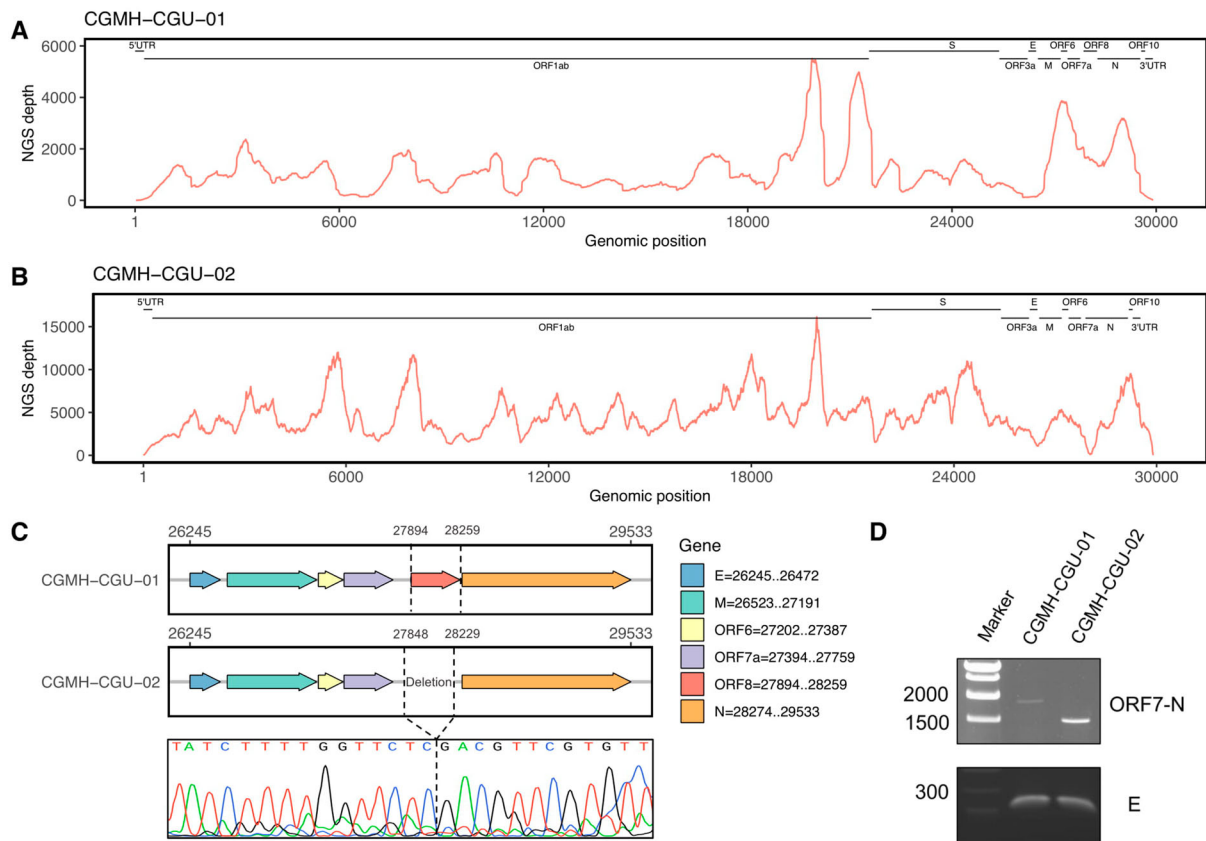 CGMH−CGU−01
A
5'UTR E ORF6 ORF8 ORF10
S
ORF1ab ORF3a M ORF7a N 3'UTR
6000
4000
2000
0
NGS depth
1 6000 12000 18000 24000 30000
Genomic position
CGMH−CGU−02
B
5'UTR E ORF6 ORF10
S
ORF1ab ORF3a M ORF7a N 3'UTR
15000
10000
5000
0
NGS depth
1 6000 12000 18000 24000 30000
Genomic position
C
26245 27894 28259 29533
CGMH−CGU−01
26245 27848 28229 29533
CGMH−CGU−02
Deletion
TATCTTTTGGTTCTCGACGTTCGTGTT
Gene
E=26245..26472
M=26523..27191
ORF6=27202..27387
ORF7a=27394..27759
ORF8=27894..28259
N=28274..29533
D
Marker
CGMH-CGU-01
CGMH-CGU-02
2000
1500
ORF7-N
300
E